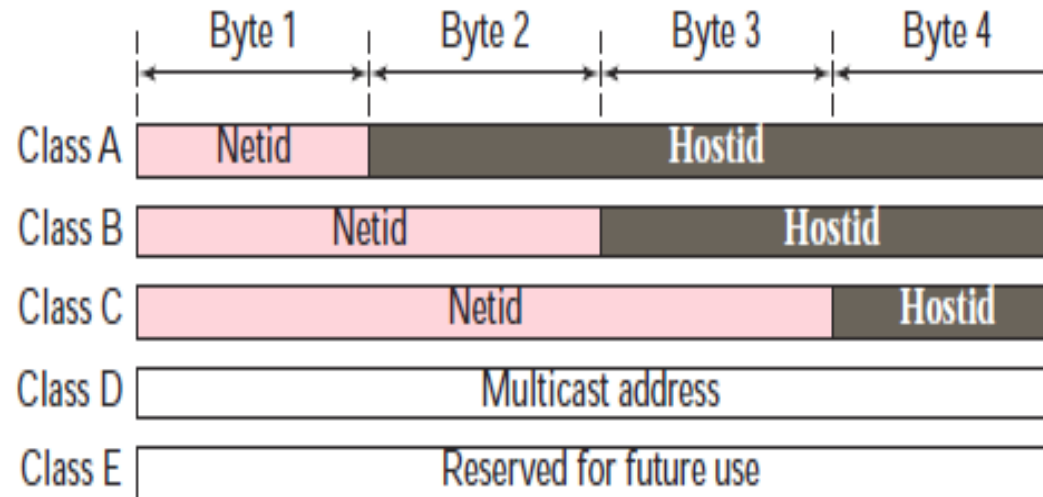 Byte 1 Byte 2 Byte 3 Byte 4
Class A Netid Hostid
Class B Netid Hostid
Class C Netid Hostid
Class D Multicast address
Class E Reserved for future use